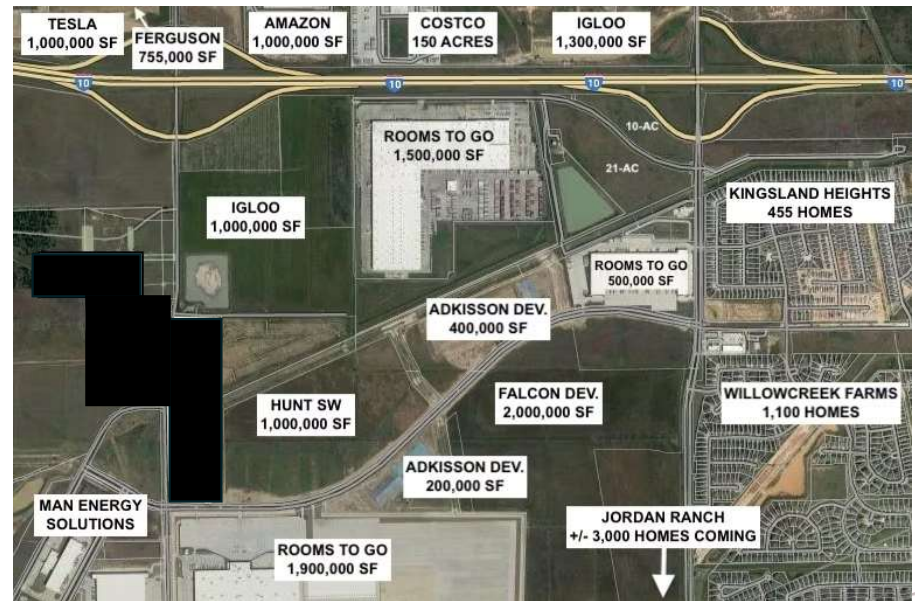 TESLA
1,000,000 SF
FERGUSON
755,000 SF
AMAZON
1,000,000 SF
COSTCO
150 ACRES
IGLOO
1,300,000 SF
10
10
10
10
10-AC
21-AC
ROOMS TO GO
1,500,000 SF
KINGSLAND HEIGHTS
455 HOMES
IGLOO
1,000,000 SF
ROOMS TO GO
500,000 SF
ADKISSON DEV.
400,000 SF
HUNT SW
1,000,000 SF
FALCON DEV.
2,000,000 SF
WILLOWCREEK FARMS
1,100 HOMES
ADKISSON DEV.
200,000 SF
MAN ENERGY
SOLUTIONS
JORDAN RANCH
+/- 3,000 HOMES COMING
ROOMS TO GO
1,900,000 SF